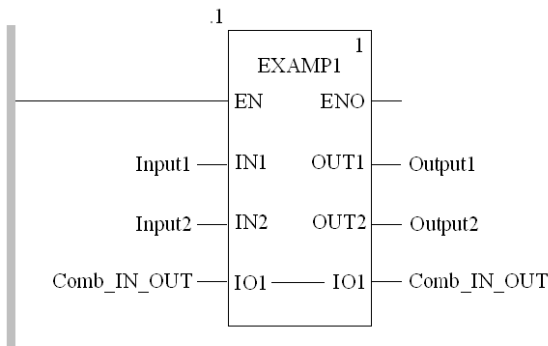 .1
1
EXAMP1
EN ENO
Input1 IN1 OUT1 Output1
Input2 IN2 OUT2 Output2
Comb_IN_OUT IO1 IO1 Comb_IN_OUT